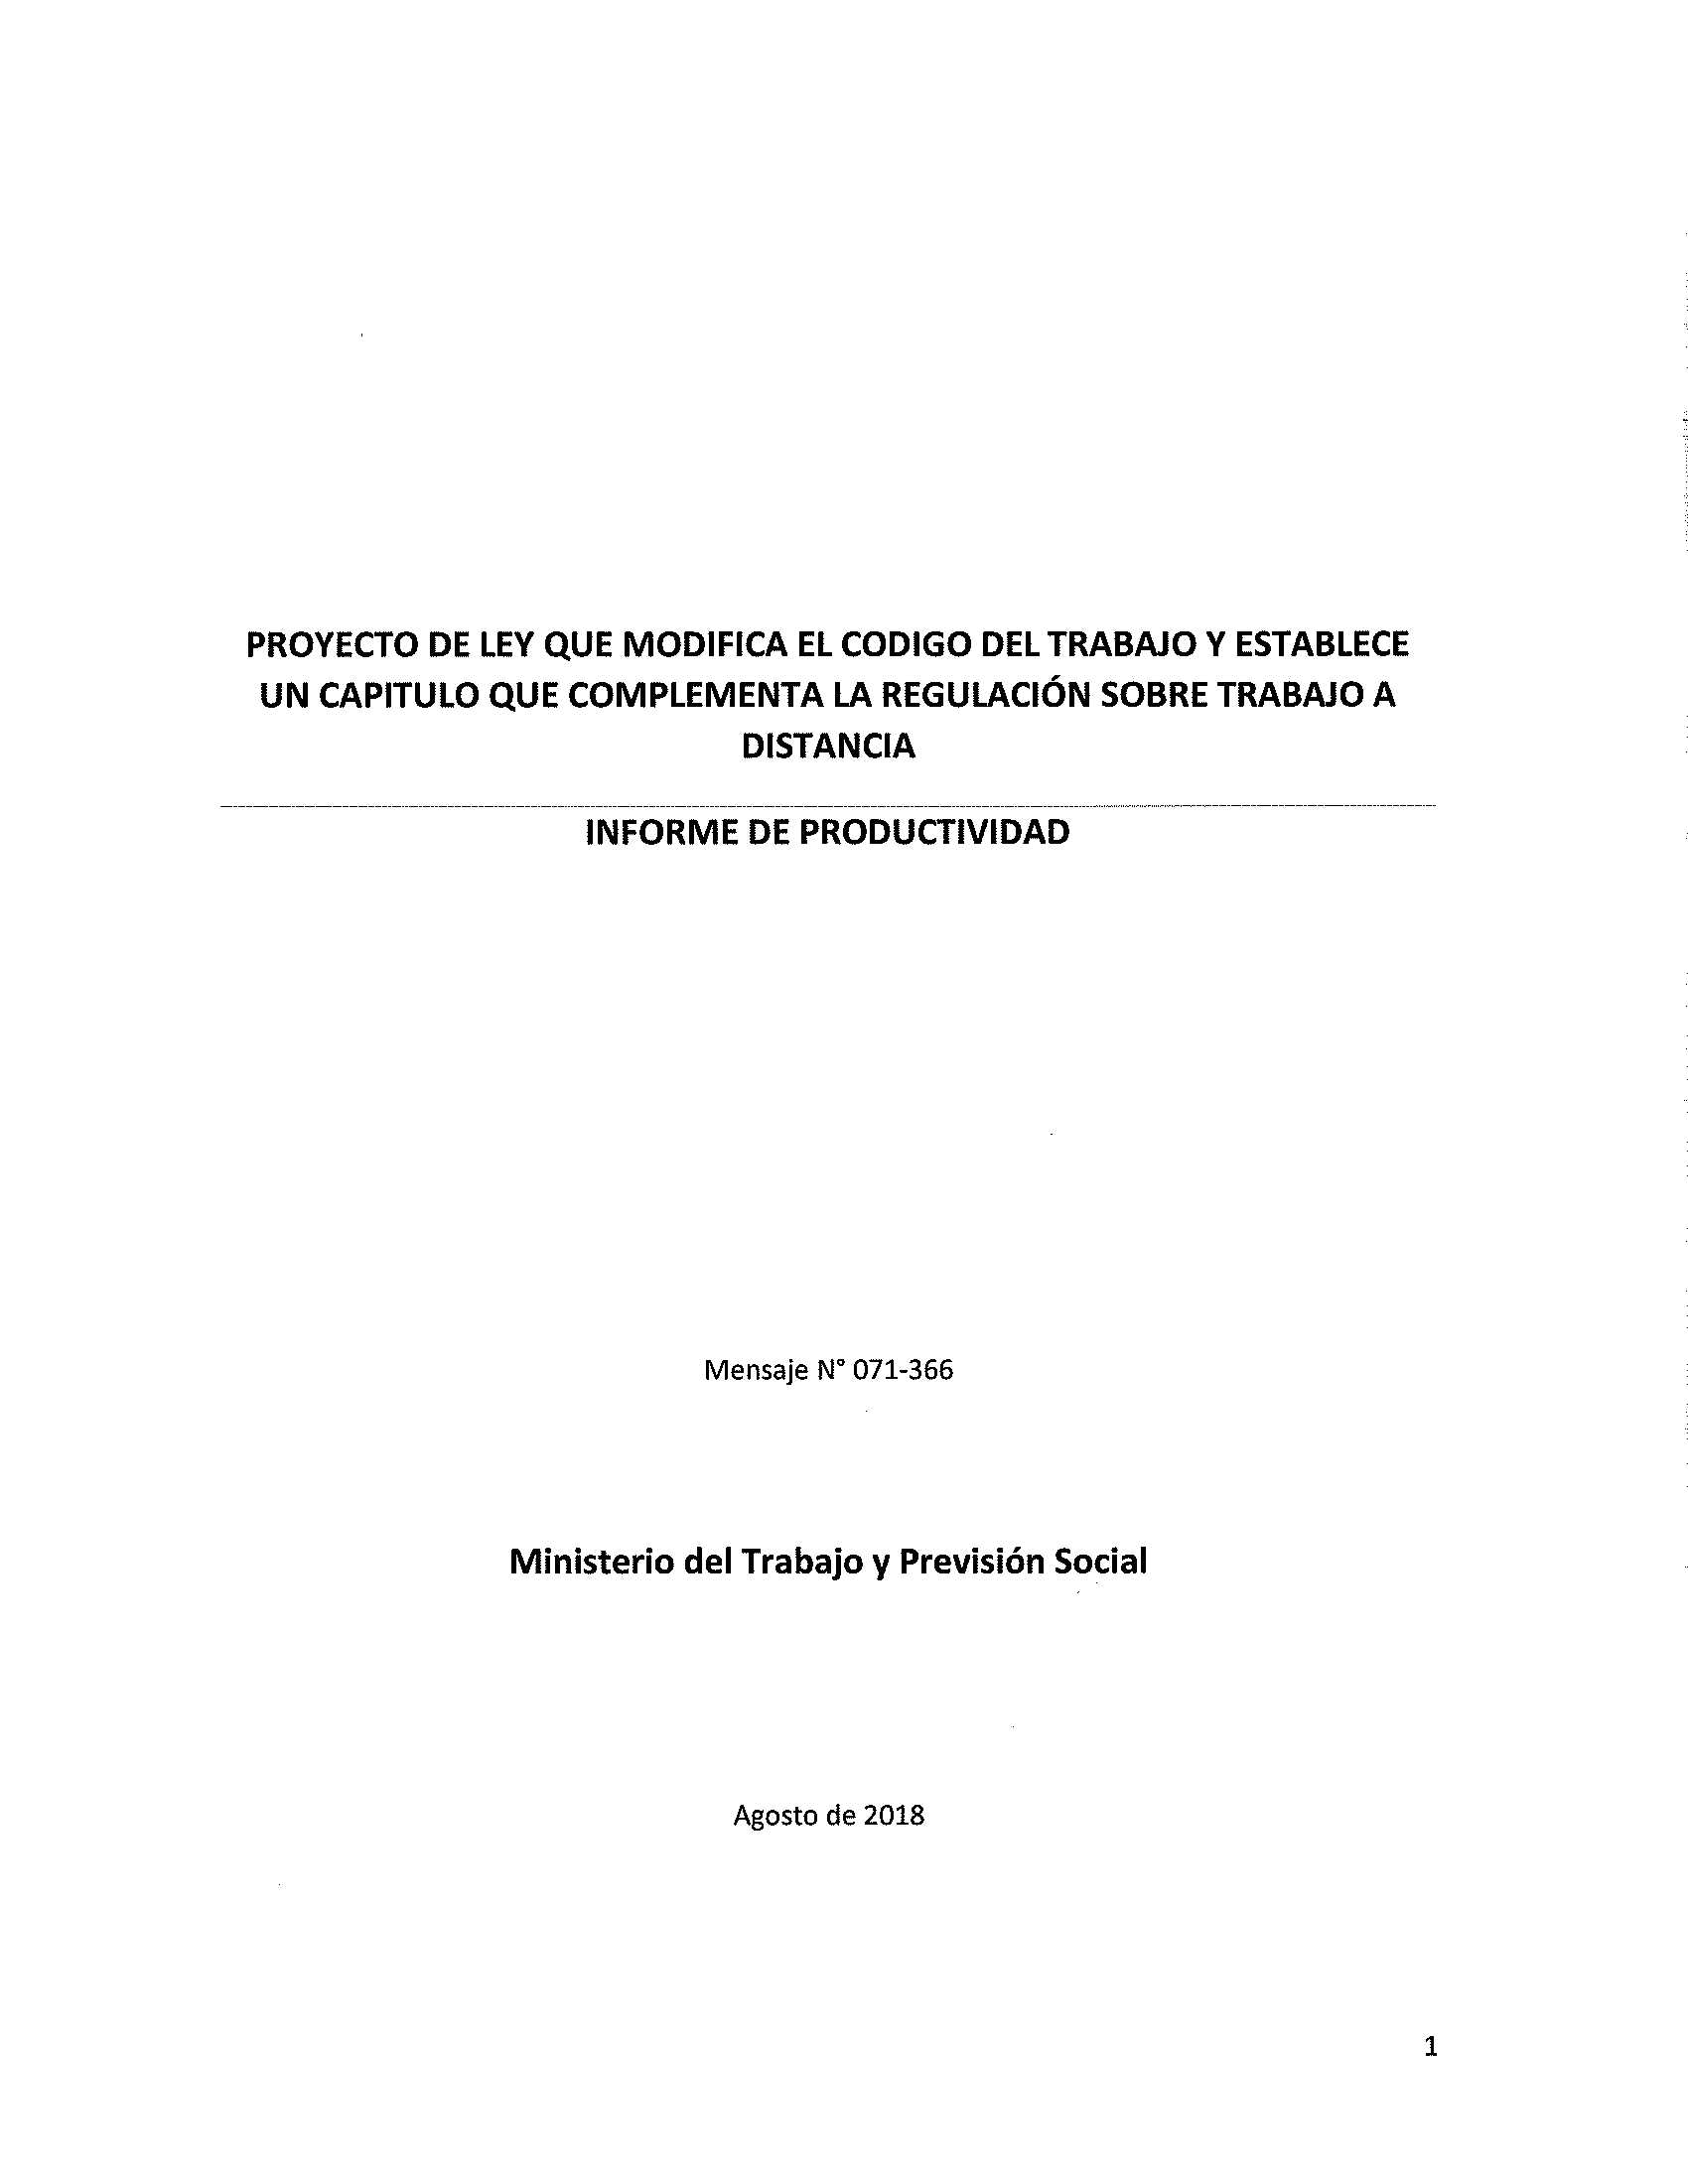 PROYECTO DE LEY QUE MODIFICA EL CODIGO DEL TRABAJO Y ESTABLECE
UN CAPITULO QUE COMPLEMENTA LA REGULACIÓN SOBRE TRABAJO A
DISTANCIA
INFORME DE PRODUCTIVIDAD
Mensaje N° 071-366
Ministerio del Trabajo y Previsión Social
Agosto de 2018
1